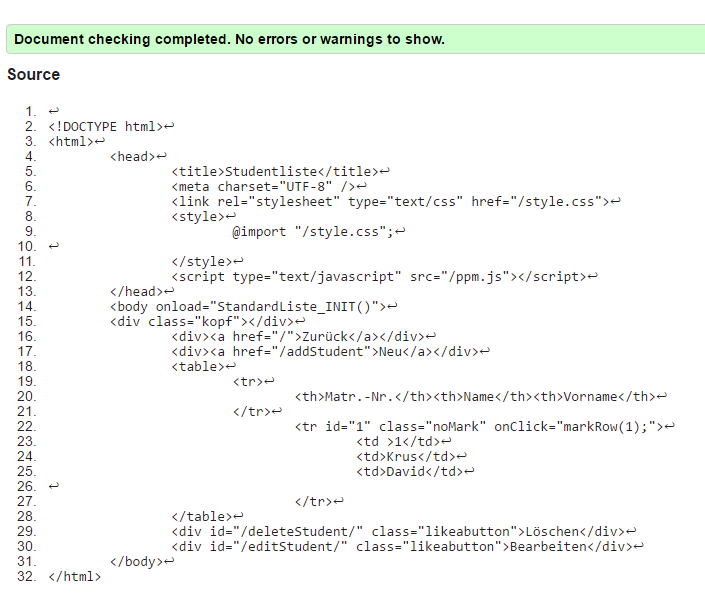 Document checking completed. No errors or warnings to show.
Source
1. ↩
2. <!DOCTYPE html>↩
3. <html>↩
4. <head>↩
5. <title>Studentliste</title>↩
6. <meta charset="UTF-8" />↩
7. <link rel="stylesheet" type="text/css" href="/style.css">↩
8. <style>↩
9. @import "/style.css";↩
10. ↩
11. </style>↩
12. <script type="text/javascript" src="/ppm.js"></script>↩
13. </head>↩
14. <body onload="StandardListe_INIT()">↩
15. <div class="kopf"></div>↩
16. <div><a href="/">Zurück</a></div>↩
17. <div><a href="/addStudent">Neu</a></div>↩
18. <table>↩
19. <tr>↩
20. <th>Matr.-Nr.</th><th>Name</th><th>Vorname</th>↩
21. </tr>↩
22. <tr id="1" class="noMark" onClick="markRow(1);">↩
23. <td >1</td>↩
24. <td>Krus</td>↩
25. <td>David</td>↩
26. ↩
27. </tr>↩
28. </table>↩
29. <div id="/deleteStudent/" class="likeabutton">Löschen</div>↩
30. <div id="/editStudent/" class="likeabutton">Bearbeiten</div>↩
31. </body>↩
32. </html>